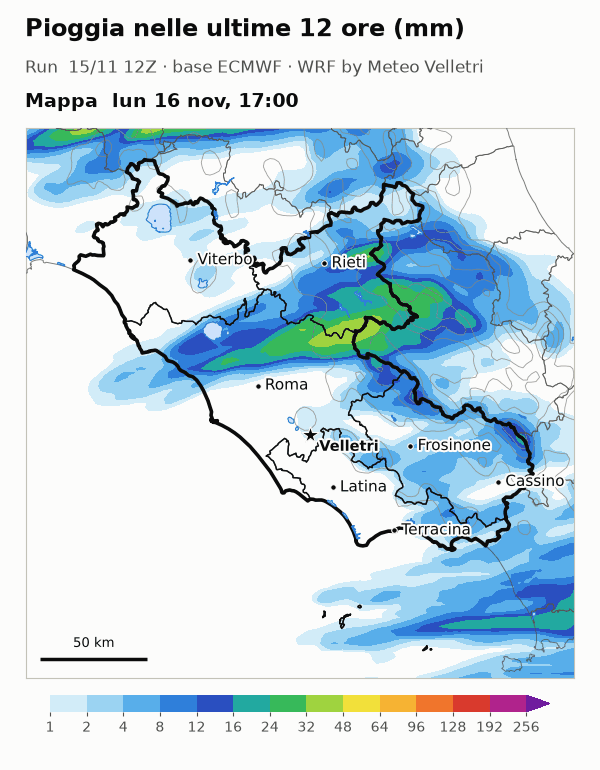 Pioggia nelle ultime 12 ore (mm)
Run  15/11 12Z · base ECMWF · WRF by Meteo Velletri
Mappa  lun 16 nov, 17:00
Viterbo
Rieti
Roma
Velletri
Frosinone
Latina
Cassino
Terracina
50 km
1 2 4 8 12 16 24 32 48 64 96 128 192 256